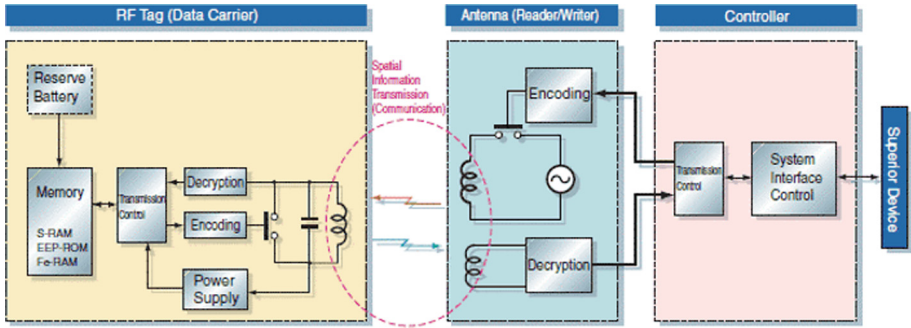 RF Tag (Data Carrier)
Antenna (Reader/Writer)
Controller
Reserve
Battery
Spatial
Information
Transmission
(Communication)
Encoding
Memory
S-RAM
EEP-ROM
Fe-RAM
Transmission
Control
Decryption
Encoding
Power
Supply
Decryption
Transmission
Control
System
Interface
Control
Superior Device